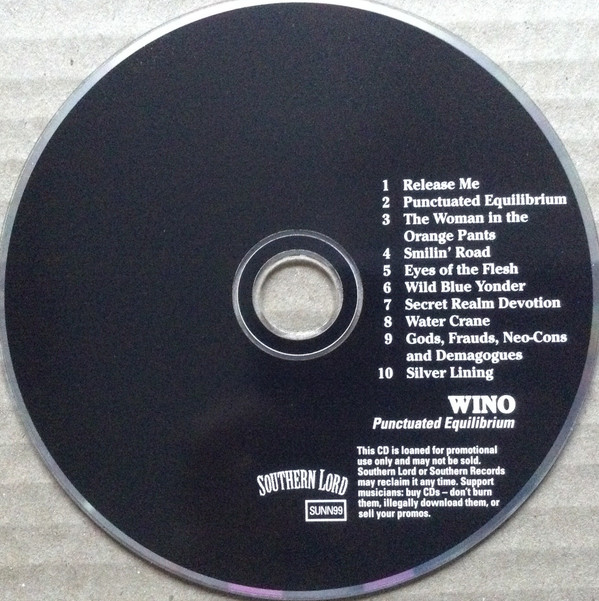 1 Release Me
2 Punctuated Equilibrium
3 The Woman in the
Orange Pants
4 Smilin' Road
5 Eyes of the Flesh
6 Wild Blue Yonder
7 Secret Realm Devotion
8 Water Crane
9 Gods, Frauds, Neo-Cons
and Demagogues
10 Silver Lining
WINO
Punctuated Equilibrium
This CD is loaned for promotional
use only and may not be sold.
Southern Lord or Southern Records
may reclaim it any time. Support
musicians: buy CDs – don't burn
them, illegally download them, or
sell your promos.
SOUTHERN LORD
SUNN99